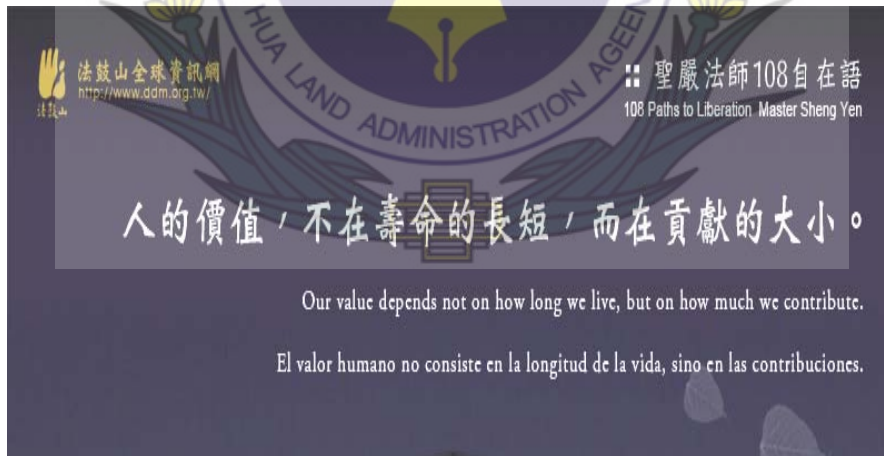 HUA LAND ADMINISTRATION AGEEN
法鼓山全球資訊網
http://www.ddm.org.tw/
法鼓山
聖嚴法師108自在語
108 Paths to Liberation Master Sheng Yen
人的價值，不在壽命的長短，而在貢獻的大小。
Our value depends not on how long we live, but on how much we contribute.
El valor humano no consiste en la longitud de la vida, sino en las contribuciones.